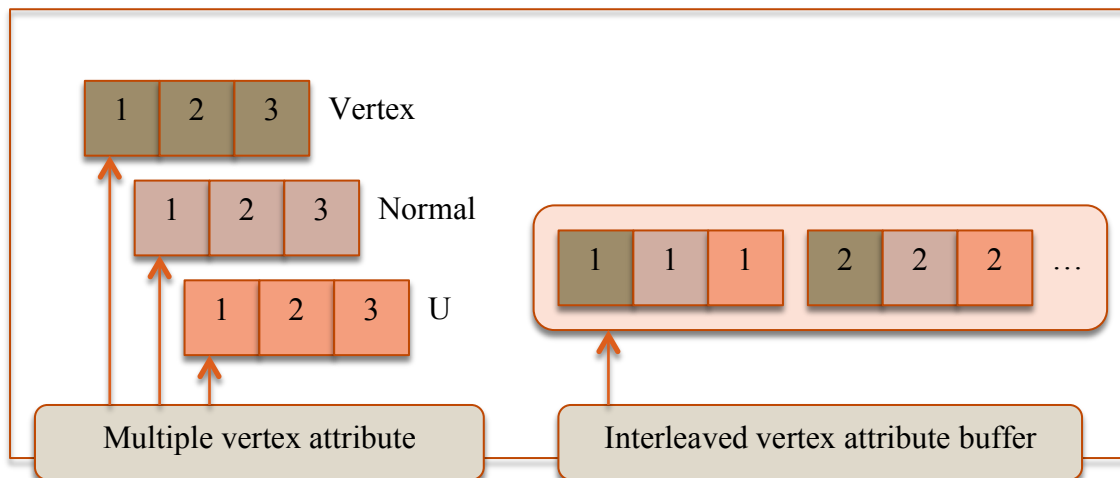 1 2 3 Vertex
1 2 3 Normal
1 2 3 U
1 1 1 2 2 2 ...
Multiple vertex attribute
Interleaved vertex attribute buffer